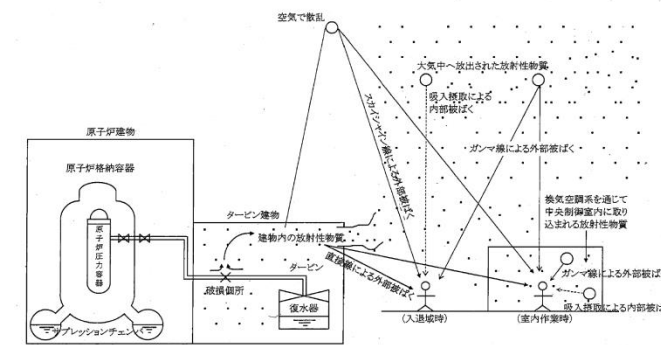 空気で散乱
大気中へ放出された放射性物質
吸入摂取による
内部被ばく
スカイシャイン線による外部被ばく
ガンマ線による外部被ばく
原子炉建物
原子炉格納容器
原子炉圧力容器
タービン建物
建物内の放射性物質
換気空調系を通じて
中央制御室内に取り
込まれる放射性物質
直接線による外部被ばく
タービン
破損個所
復水器
サプレッションチェンバ
ガンマ線による外部被ば
吸入摂取による内部被ばく
(入退域時)
(室内作業時)